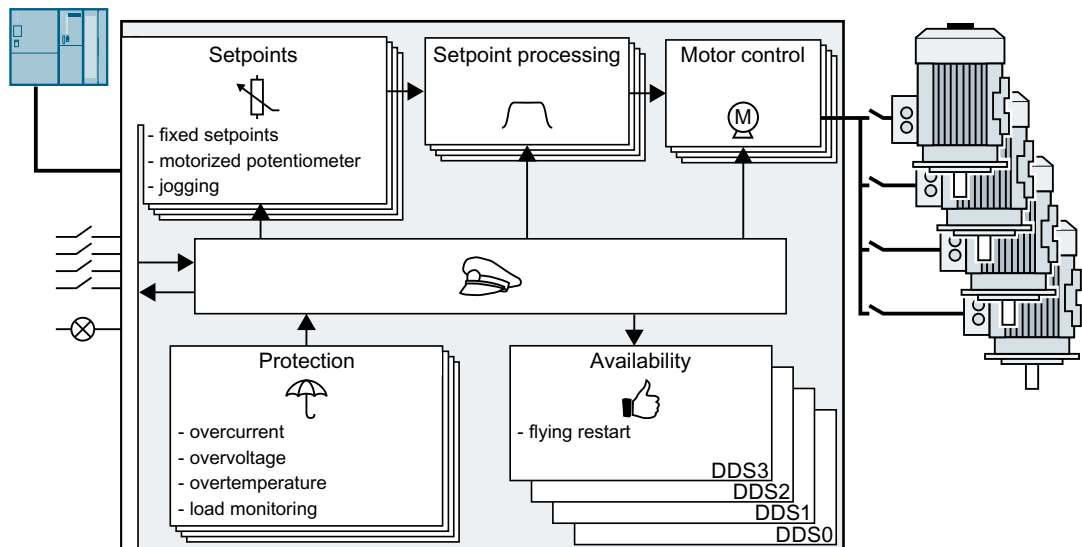 Setpoints
- fixed setpoints
- motorized potentiometer
- jogging
Setpoint processing
Motor control
M
Protection
- overcurrent
- overvoltage
- overtemperature
- load monitoring
Availability
- flying restart
DDS3
DDS2
DDS1
DDS0